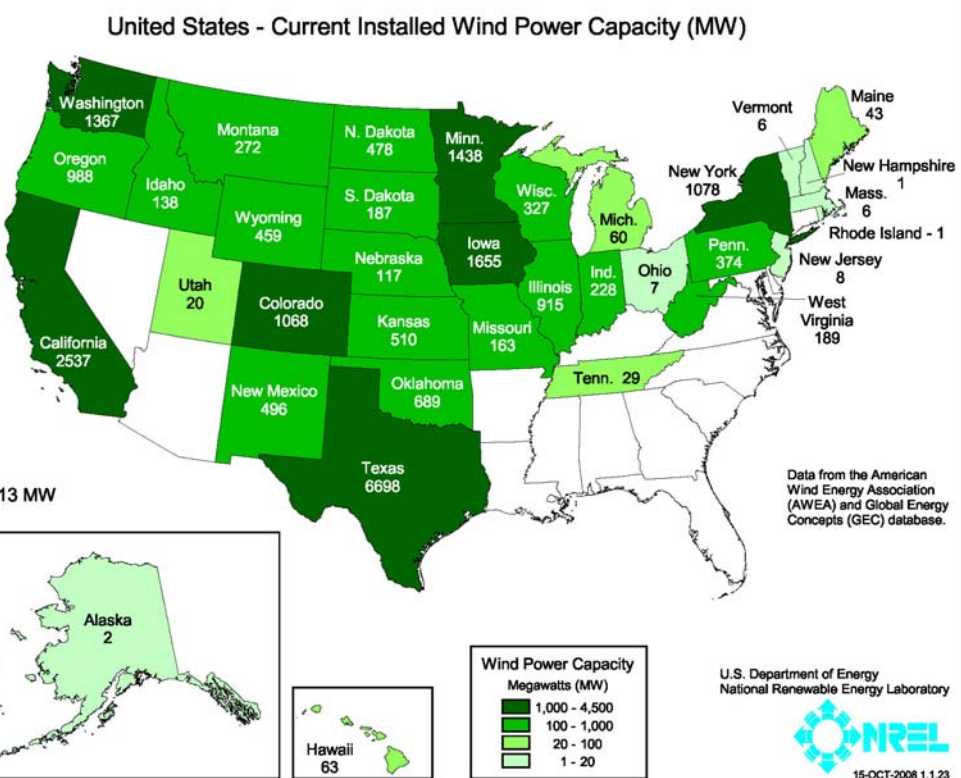 United States - Current Installed Wind Power Capacity (MW)
Washington
1367
Oregon
988
Montana
272
Idaho
138
Wyoming
459
N. Dakota
478
S. Dakota
187
Nebraska
117
Kansas
510
Oklahoma
689
Minn.
1438
Iowa
1655
Missouri
163
Wisc.
327
Illinois
915
Mich.
60
Ind.
228
Ohio
7
Penn.
374
New York
1078
Vermont
6
Maine
43
New Hampshire
1
Mass.
6
Rhode Island - 1
New Jersey
8
West
Virginia
189
Tenn. 29
Utah
20
Colorado
1068
California
2537
New Mexico
496
Texas
6698
13 MW
Data from the American
Wind Energy Association
(AWEA) and Global Energy
Concepts (GEC) database.
Alaska
2
Hawaii
63
Wind Power Capacity
Megawatts (MW)
1,000 - 4,500
100 - 1,000
20 - 100
1 - 20
U.S. Department of Energy
National Renewable Energy Laboratory
NREL
15-OCT-2008 1.1.23